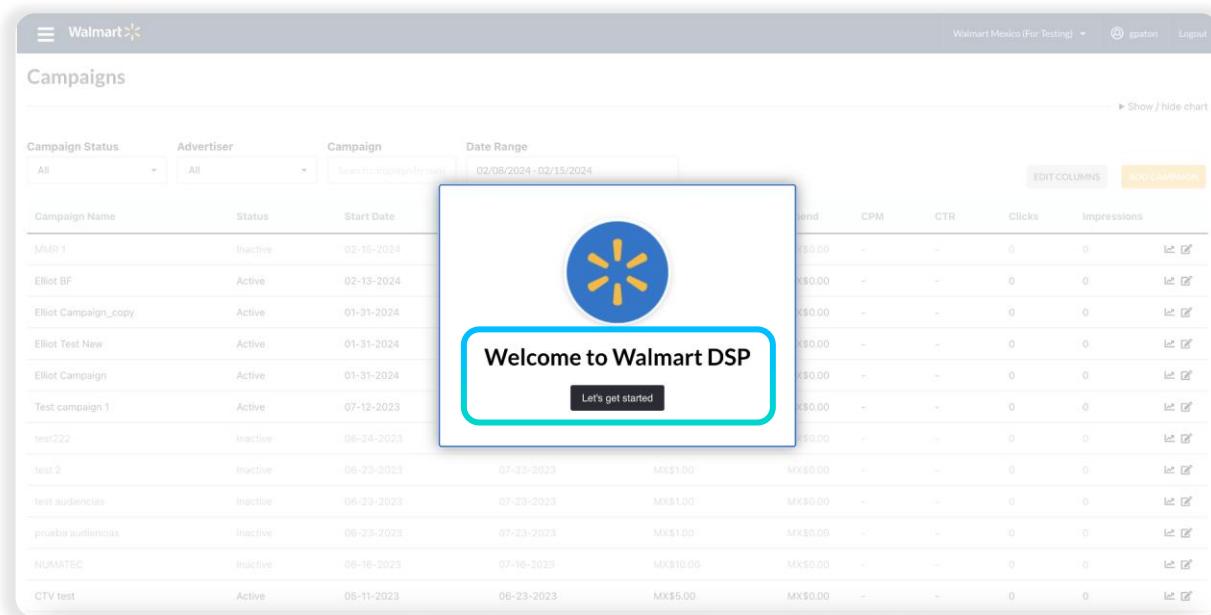 Walmart
Walmart Mexico (For Testing) gpaton Logout
Campaigns
Show / hide chart
Campaign Status Advertiser Campaign Date Range
All All Search campaign by name 02/08/2024 - 02/15/2024 EDIT COLUMNS ADD CAMPAIGN
Campaign Name Status Start Date CPM CTR Clicks Impressions
MMR 1 Inactive 02-15-2024 - - 0 0
Elliot BF Active 02-13-2024 X$0.00 - - 0 0
Elliot Campaign_copy Active 01-31-2024 X$0.00 - - 0 0
Elliot Test New Active 01-31-2024 X$0.00 - - 0 0
Welcome to Walmart DSP
Elliot Campaign Active 01-31-2024 X$0.00 - - 0 0
Let's get started
Test campaign 1 Active 07-12-2023 X$0.00 - - 0 0
test222 Inactive 06-24-2023 X$0.00 - - 0 0
test 2 Inactive 06-23-2023 07-23-2023 MX$1.00 MX$0.00 - - 0 0
test audiencias Inactive 06-23-2023 07-23-2023 MX$1.00 MX$0.00 - - 0 0
prueba audiencias Inactive 06-23-2023 07-23-2023 MX$1.00 MX$0.00 - - 0 0
NUMATEC Inactive 06-16-2023 07-16-2023 MX$10.00 MX$0.00 - - 0 0
CTV test Active 05-11-2023 06-23-2023 MX$5.00 MX$0.00 - - 0 0